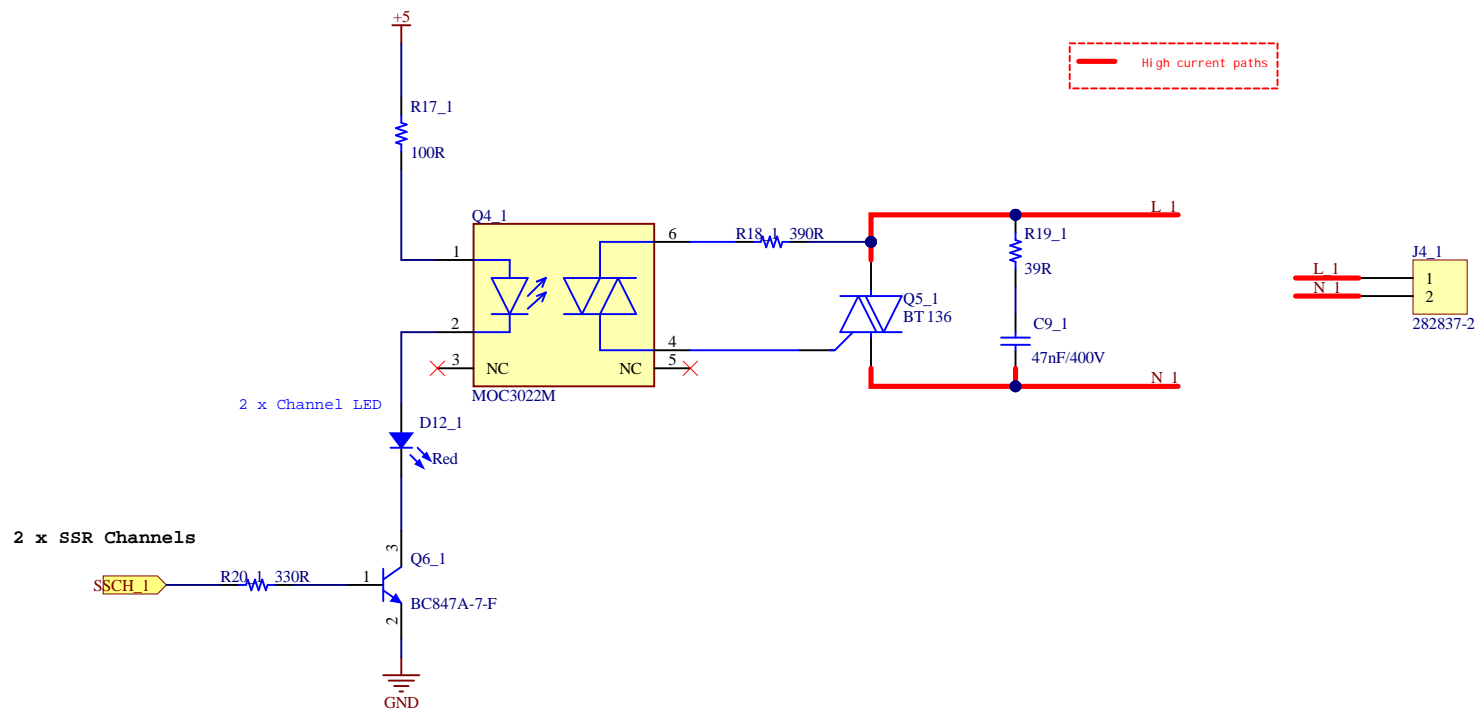 +5
High current paths
R17_1
100R
Q4_1
1
2
3
NC
6
4
5
NC
MOC3022M
R18_1 390R
L_1
R19_1
39R
Q5_1
BT136
C9_1
47nF/400V
N_1
J4_1
L_1
1
N_1
2
282837-2
2 x Channel LED
D12_1
Red
2 x SSR Channels
SSCH_1
R20_1 330R
1
3
Q6_1
BC847A-7-F
2
GND